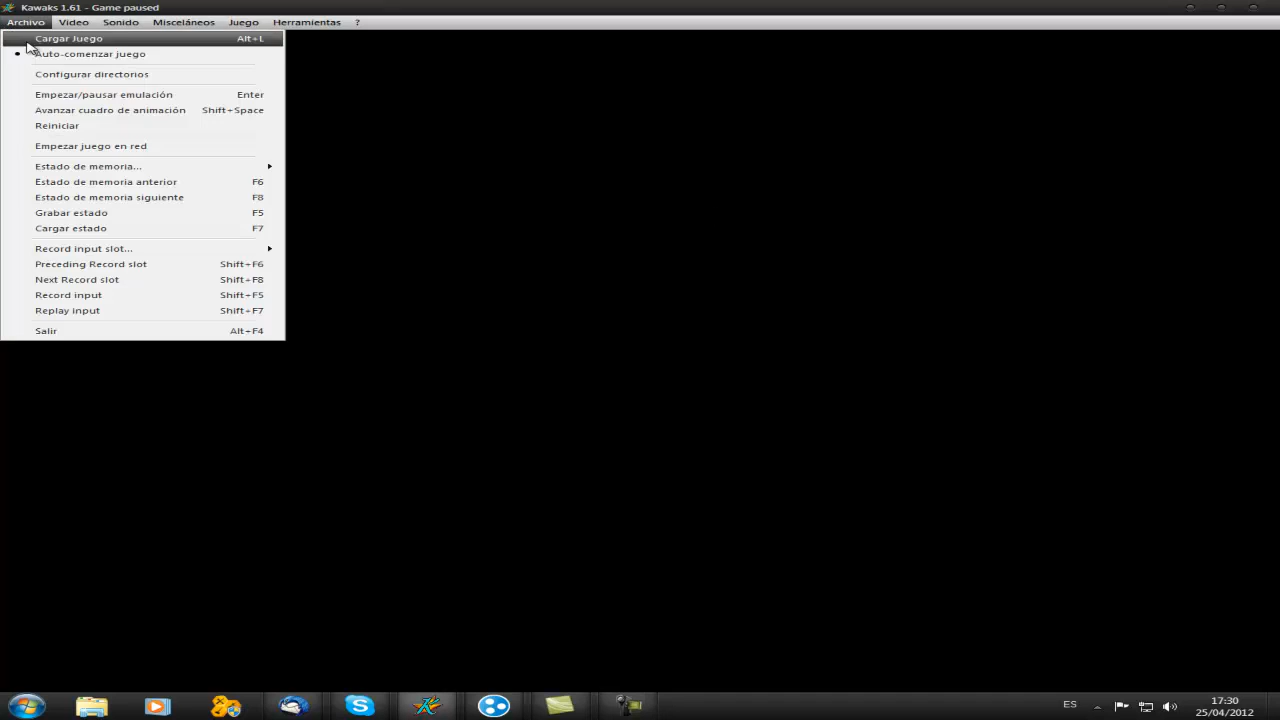 Kawaks 1.61 - Game paused
Archivo Video Sonido Misceláneos Juego Herramientas ?
Cargar Juego Alt+L
Auto-comenzar juego
Configurar directorios
Empezar/pausar emulación Enter
Avanzar cuadro de animación Shift+Space
Reiniciar
Empezar juego en red
Estado de memoria...
Estado de memoria anterior F6
Estado de memoria siguiente F8
Grabar estado F5
Cargar estado F7
Record input slot...
Preceding Record slot Shift+F6
Next Record slot Shift+F8
Record input Shift+F5
Replay input Shift+F7
Salir Alt+F4
ES
17:30
25/04/2012